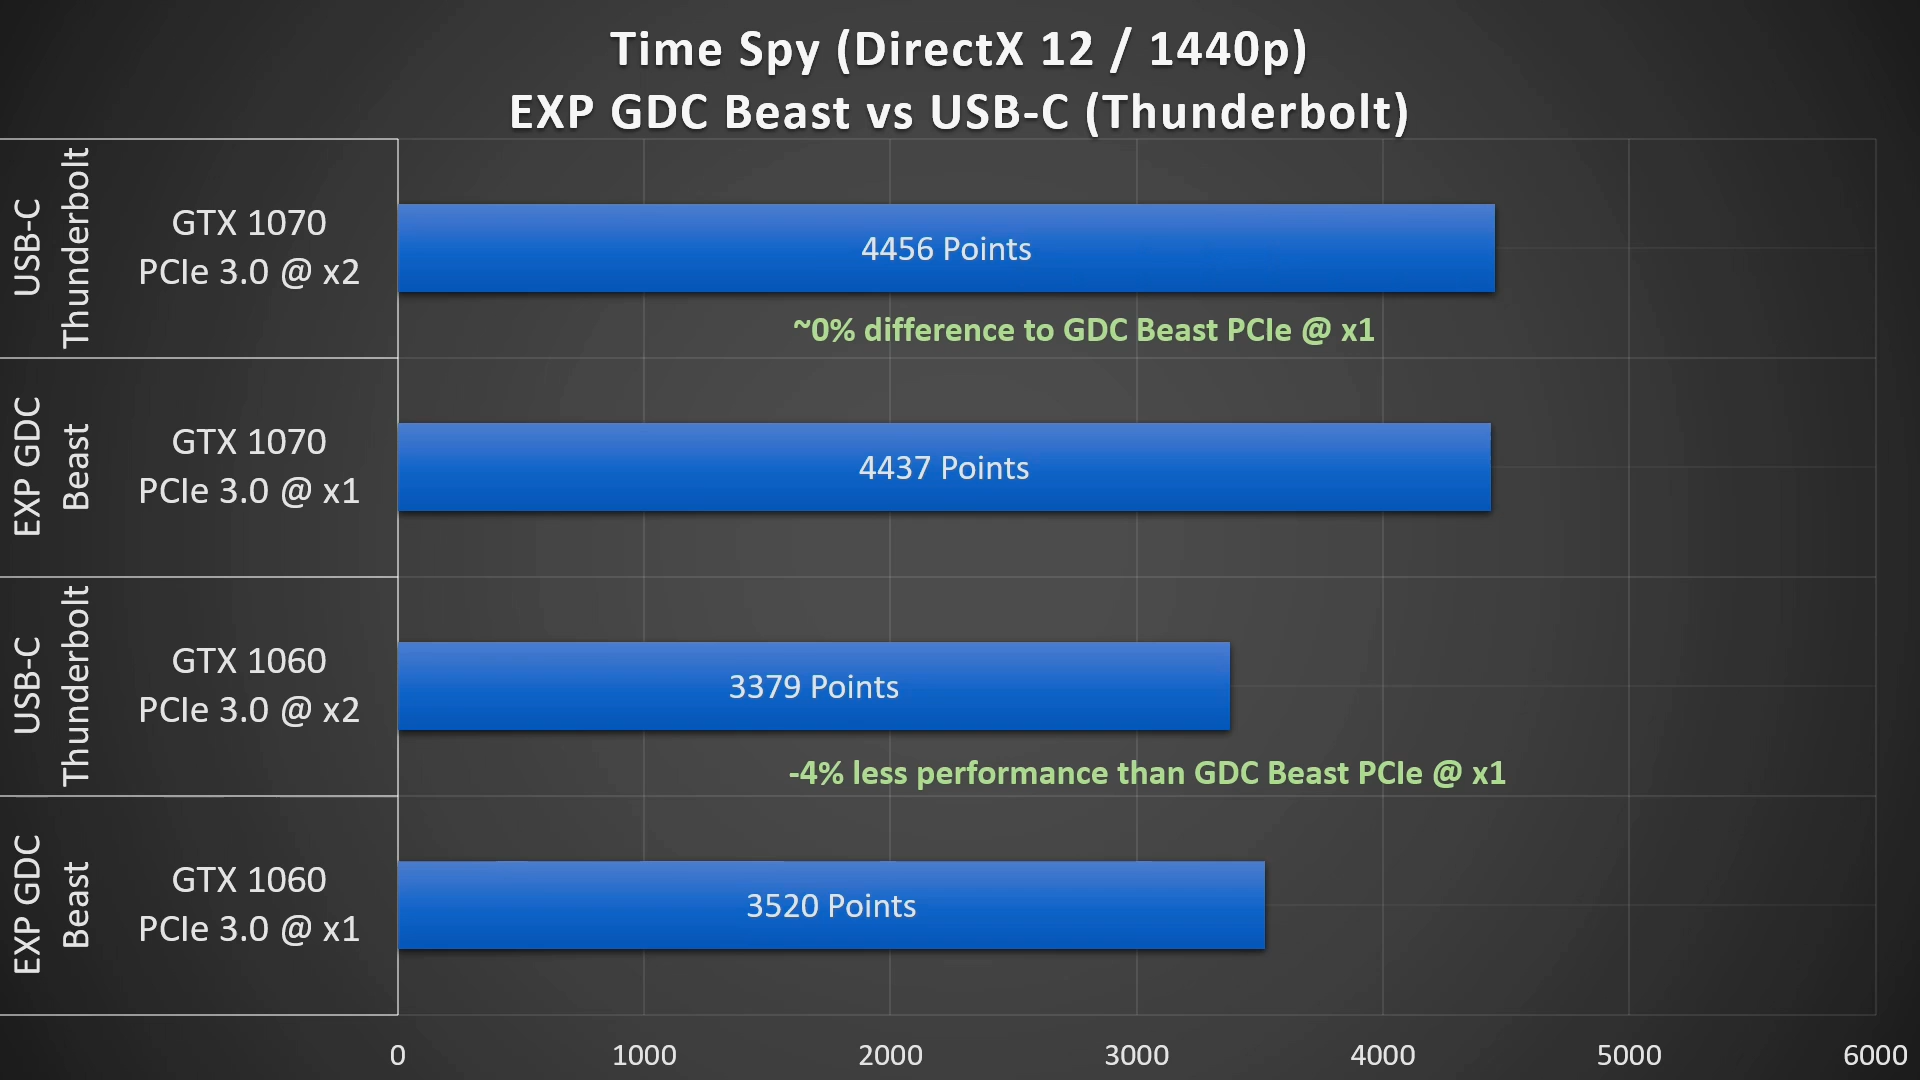 Time Spy (DirectX 12 / 1440p)
EXP GDC Beast vs USB-C (Thunderbolt)
USB-C
Thunderbolt
GTX 1070
PCIe 3.0 @ x2
4456 Points
~0% difference to GDC Beast PCIe @ x1
EXP GDC
Beast
GTX 1070
PCIe 3.0 @ x1
4437 Points
USB-C
Thunderbolt
GTX 1060
PCIe 3.0 @ x2
3379 Points
-4% less performance than GDC Beast PCIe @ x1
EXP GDC
Beast
GTX 1060
PCIe 3.0 @ x1
3520 Points
0 1000 2000 3000 4000 5000 6000